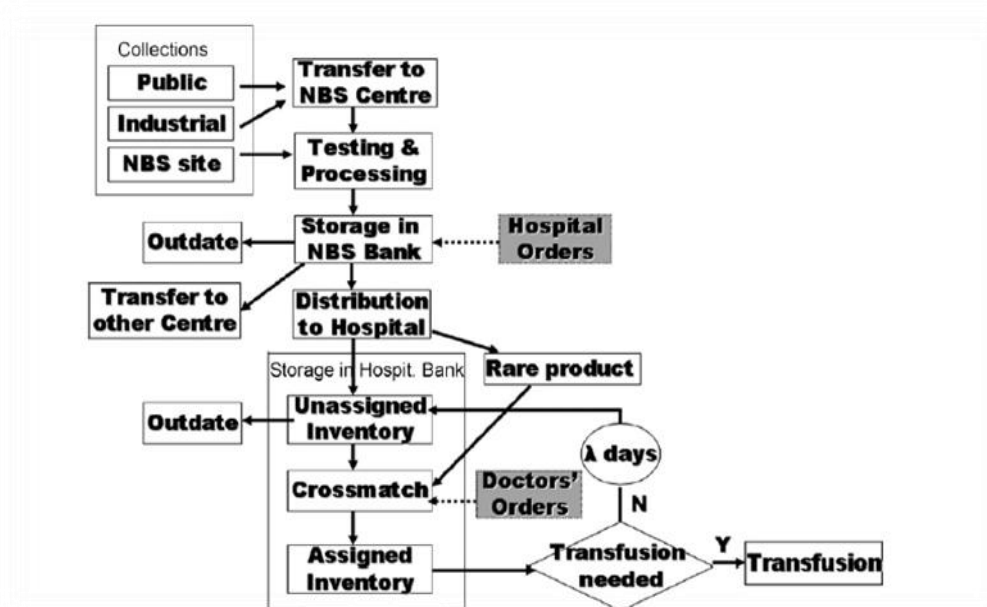 Collections
Public
Industrial
NBS site
Transfer to
NBS Centre
Testing &
Processing
Storage in
NBS Bank
Hospital
Orders
Outdate
Transfer to
other Centre
Distribution
to Hospital
Rare product
Storage in Hospit. Bank
Unassigned
Inventory
Outdate
λ days
Crossmatch
Doctors'
Orders
N
Assigned
Inventory
Transfusion
needed
Y
Transfusion